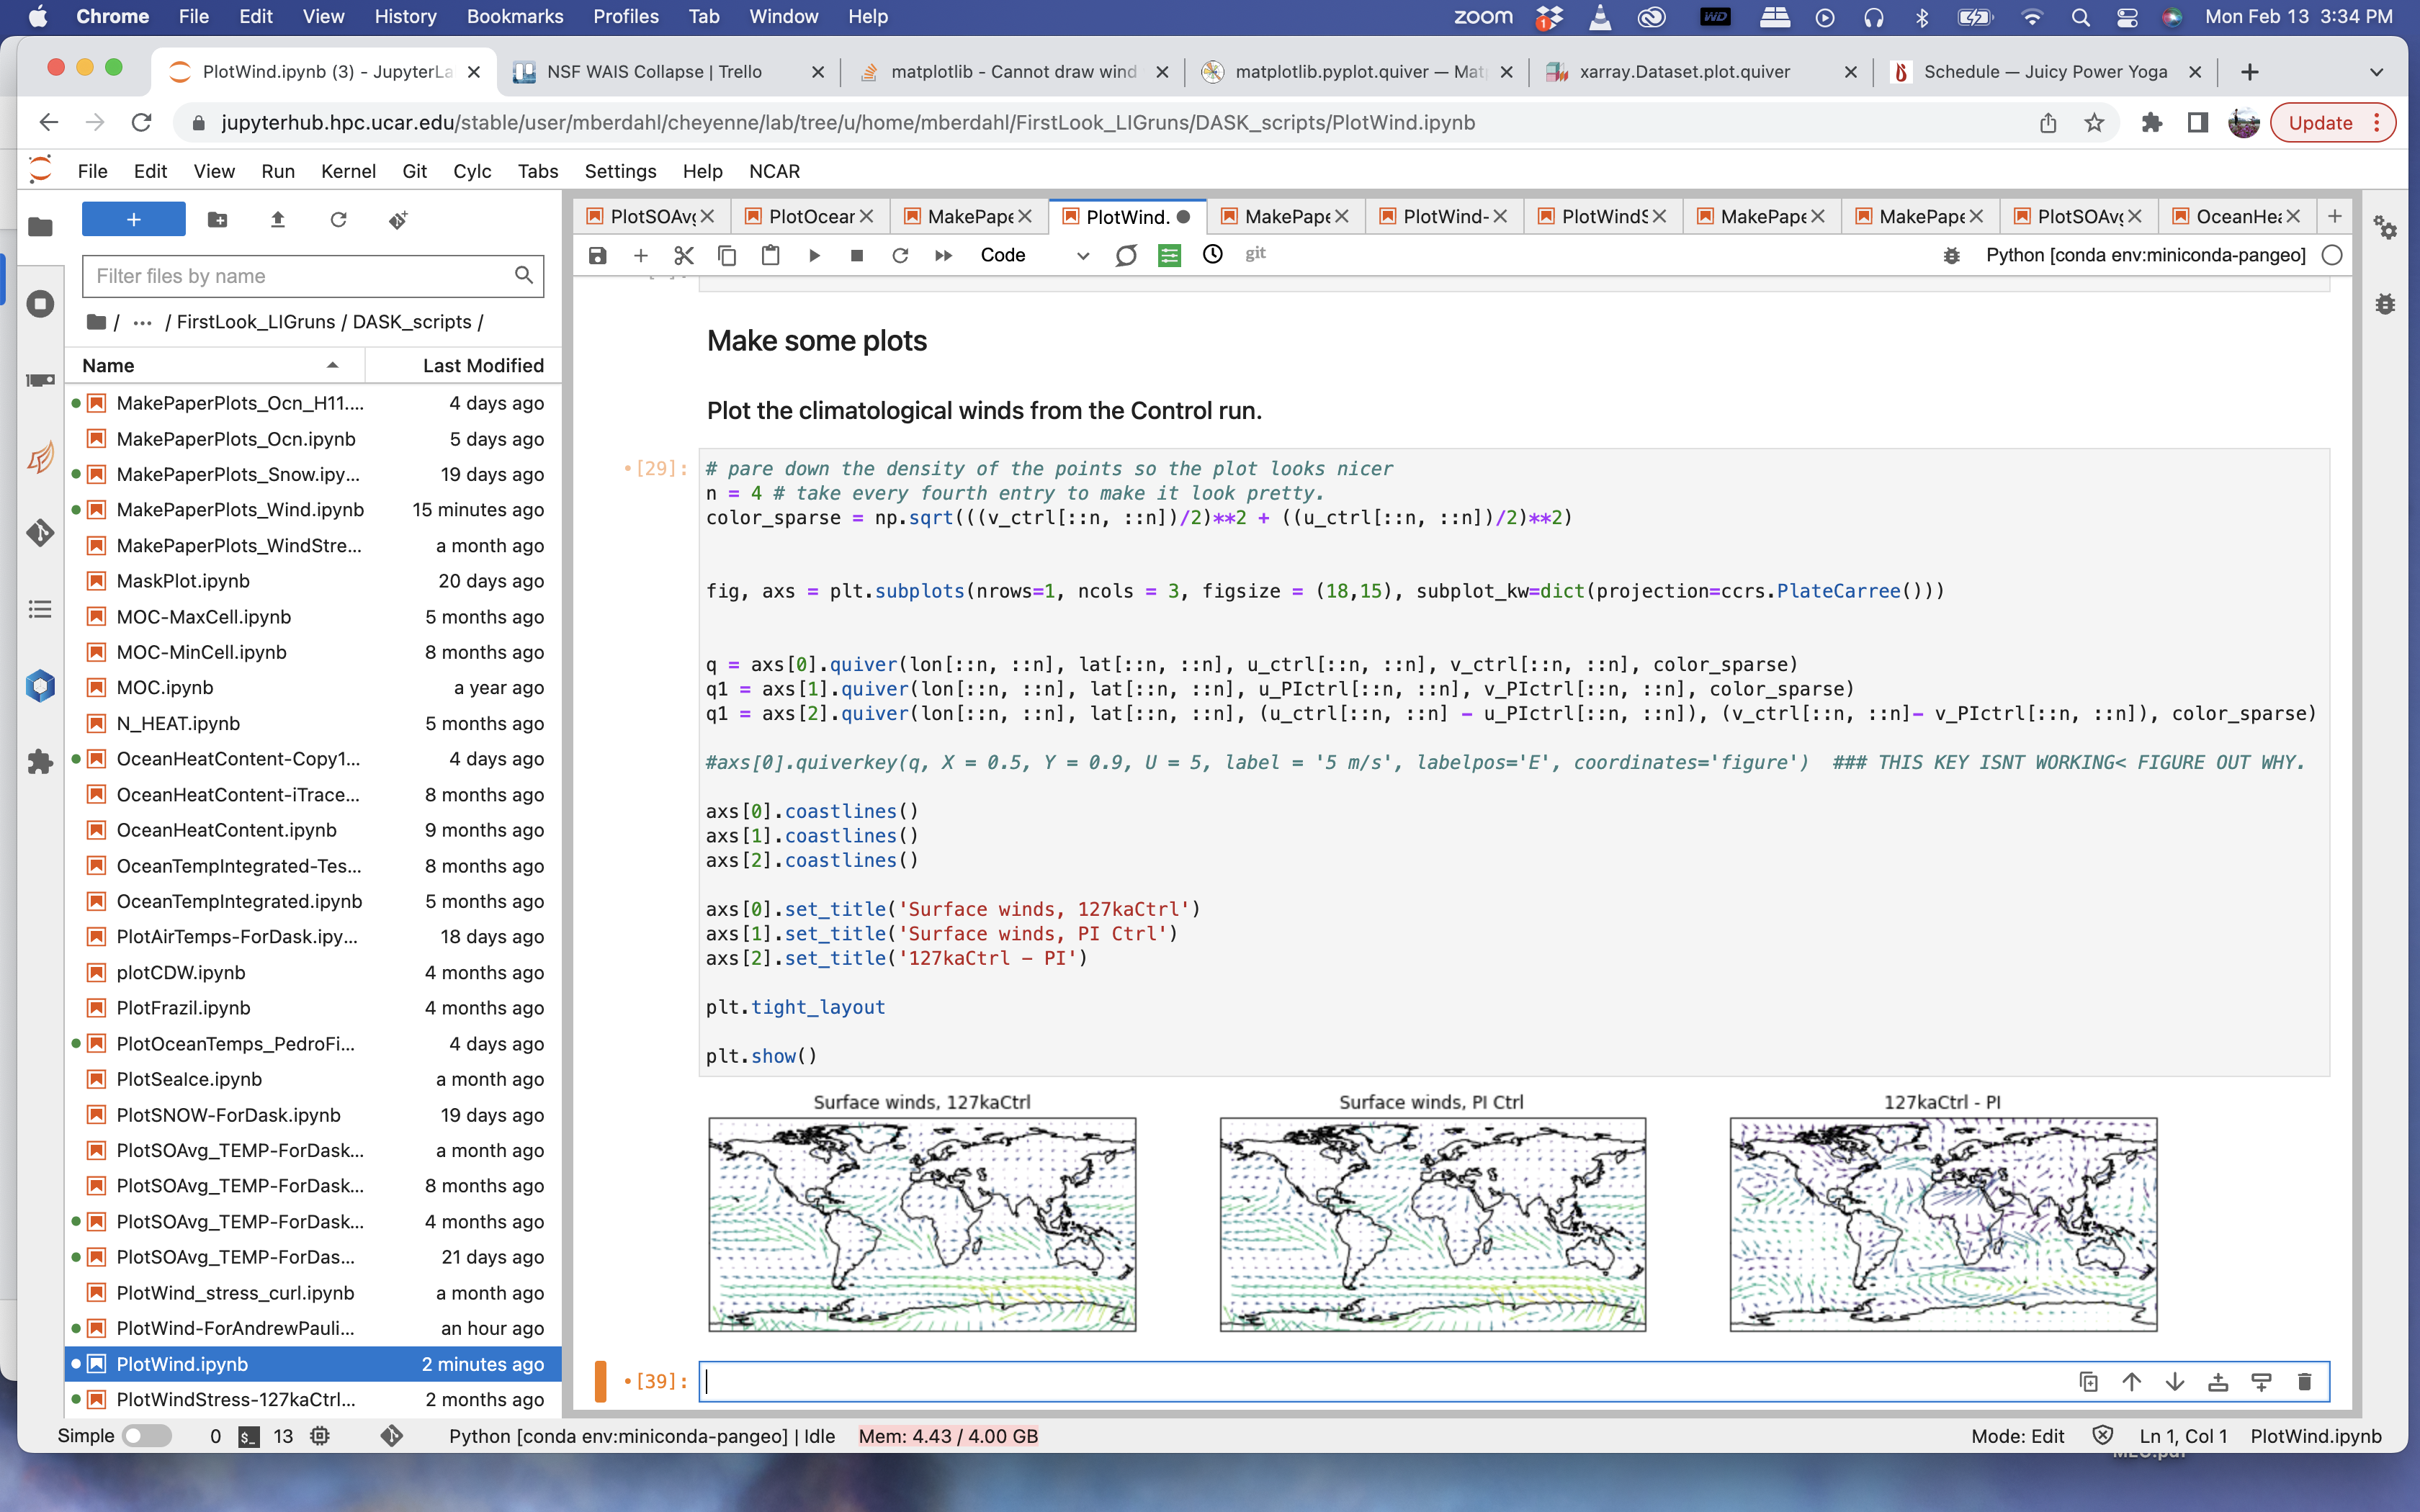 Chrome File Edit View History Bookmarks Profiles Tab Window Help zoom 1 WD Mon Feb 13 3:34 PM
PlotWind.ipynb (3) - JupyterLa NSF WAIS Collapse | Trello matplotlib - Cannot draw wind matplotlib.pyplot.quiver — Mat xarray.Dataset.plot.quiver Schedule — Juicy Power Yoga
jupyterhub.hpc.ucar.edu/stable/user/mberdahl/cheyenne/lab/tree/u/home/mberdahl/FirstLook_LIGruns/DASK_scripts/PlotWind.ipynb Update
File Edit View Run Kernel Git Cylc Tabs Settings Help NCAR
PlotSOAvg PlotOcear MakePape PlotWind. MakePape PlotWind- PlotWindS MakePape MakePape PlotSOAvg OceanHea
Code git Python [conda env:miniconda-pangeo]
Filter files by name
/ ··· / FirstLook_LIGruns / DASK_scripts /
Name Last Modified
MakePaperPlots_Ocn_H11.... 4 days ago
MakePaperPlots_Ocn.ipynb 5 days ago
MakePaperPlots_Snow.ipy... 19 days ago
MakePaperPlots_Wind.ipynb 15 minutes ago
MakePaperPlots_WindStre... a month ago
MaskPlot.ipynb 20 days ago
MOC-MaxCell.ipynb 5 months ago
MOC-MinCell.ipynb 8 months ago
MOC.ipynb a year ago
N_HEAT.ipynb 5 months ago
OceanHeatContent-Copy1... 4 days ago
OceanHeatContent-iTrace... 8 months ago
OceanHeatContent.ipynb 9 months ago
OceanTempIntegrated-Tes... 8 months ago
OceanTempIntegrated.ipynb 5 months ago
PlotAirTemps-ForDask.ipy... 18 days ago
plotCDW.ipynb 4 months ago
PlotFrazil.ipynb 4 months ago
PlotOceanTemps_PedroFi... 4 days ago
PlotSeaIce.ipynb a month ago
PlotSNOW-ForDask.ipynb 19 days ago
PlotSOAvg_TEMP-ForDask... a month ago
PlotSOAvg_TEMP-ForDask... 8 months ago
PlotSOAvg_TEMP-ForDask... 4 months ago
PlotSOAvg_TEMP-ForDas... 21 days ago
PlotWind_stress_curl.ipynb a month ago
PlotWind-ForAndrewPauli... an hour ago
PlotWind.ipynb 2 minutes ago
PlotWindStress-127kaCtrl... 2 months ago
Make some plots
Plot the climatological winds from the Control run.
[29]:
# pare down the density of the points so the plot looks nicer
n = 4 # take every fourth entry to make it look pretty.
color_sparse = np.sqrt(((v_ctrl[::n, ::n])/2)**2 + ((u_ctrl[::n, ::n])/2)**2)
fig, axs = plt.subplots(nrows=1, ncols = 3, figsize = (18,15), subplot_kw=dict(projection=ccrs.PlateCarree()))
q = axs[0].quiver(lon[::n, ::n], lat[::n, ::n], u_ctrl[::n, ::n], v_ctrl[::n, ::n], color_sparse)
q1 = axs[1].quiver(lon[::n, ::n], lat[::n, ::n], u_PIctrl[::n, ::n], v_PIctrl[::n, ::n], color_sparse)
q1 = axs[2].quiver(lon[::n, ::n], lat[::n, ::n], (u_ctrl[::n, ::n] - u_PIctrl[::n, ::n]), (v_ctrl[::n, ::n]- v_PIctrl[::n, ::n]), color_sparse)
#axs[0].quiverkey(q, X = 0.5, Y = 0.9, U = 5, label = '5 m/s', labelpos='E', coordinates='figure') ### THIS KEY ISNT WORKING< FIGURE OUT WHY.
axs[0].coastlines()
axs[1].coastlines()
axs[2].coastlines()
axs[0].set_title('Surface winds, 127kaCtrl')
axs[1].set_title('Surface winds, PI Ctrl')
axs[2].set_title('127kaCtrl - PI')
plt.tight_layout
plt.show()
Surface winds, 127kaCtrl Surface winds, PI Ctrl 127kaCtrl - PI
[39]:
Simple 0 $_ 13 Python [conda env:miniconda-pangeo] | Idle Mem: 4.43 / 4.00 GB Mode: Edit Ln 1, Col 1 PlotWind.ipynb